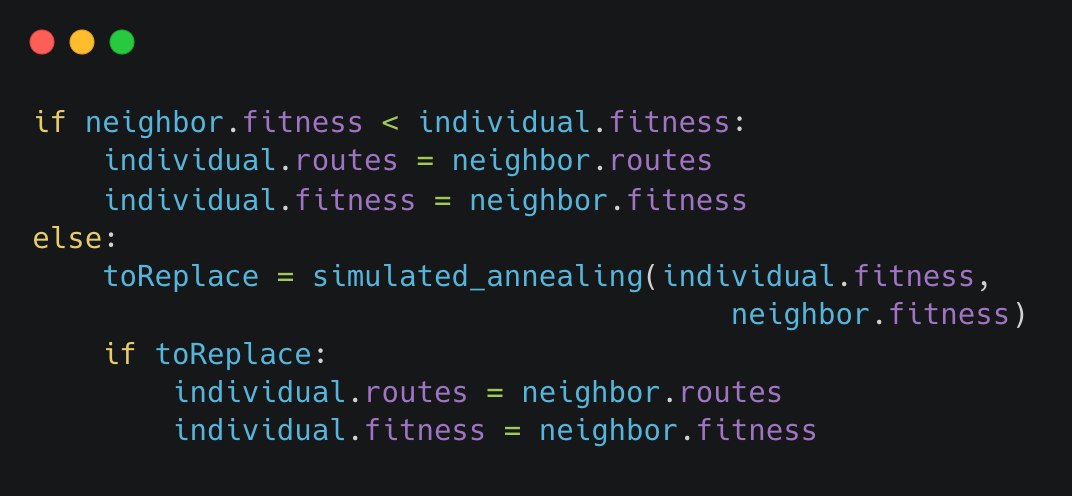 if neighbor.fitness < individual.fitness:
    individual.routes = neighbor.routes
    individual.fitness = neighbor.fitness
else:
    toReplace = simulated_annealing(individual.fitness,
                                        neighbor.fitness)
    if toReplace:
        individual.routes = neighbor.routes
        individual.fitness = neighbor.fitness